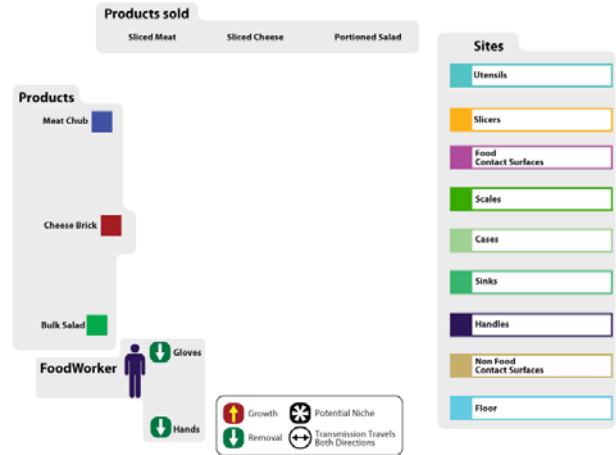 Products sold
Sliced Meat
Sliced Cheese
Portioned Salad
Sites
Utensils
Slicers
Food
Contact Surfaces
Scales
Cases
Sinks
Handles
Non Food
Contact Surfaces
Floor
Products
Meat Chub
Cheese Brick
Bulk Salad
FoodWorker
Gloves
Hands
Growth
Potential Niche
Removal
Transmission Travels
Both Directions